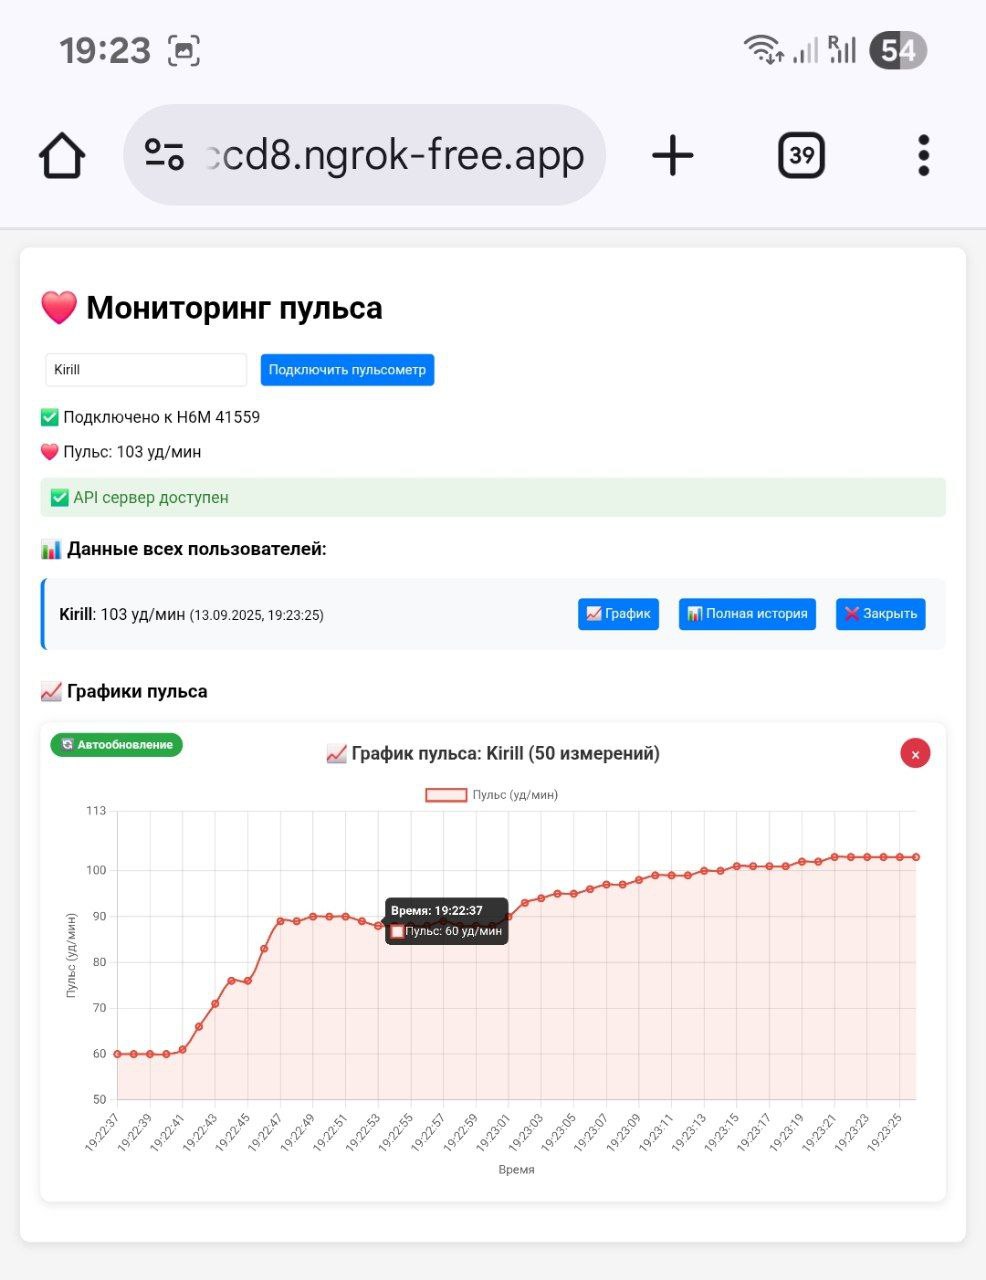 19:23
R
54
ccd8.ngrok-free.app
39
Мониторинг пульса
Kirill
Подключить пульсометр
Подключено к H6M 41559
Пульс: 103 уд/мин
API сервер доступен
Данные всех пользователей:
Kirill: 103 уд/мин (13.09.2025, 19:23:25)
График
Полная история
Закрыть
Графики пульса
Автообновление
График пульса: Kirill (50 измерений)
×
Пульс (уд/мин)
113
100
90
80
70
60
50
Пульс (уд/мин)
Время: 19:22:37
Пульс: 60 уд/мин
19:22:37
19:22:39
19:22:41
19:22:43
19:22:45
19:22:47
19:22:49
19:22:51
19:22:53
19:22:55
19:22:57
19:22:59
19:23:01
19:23:03
19:23:05
19:23:07
19:23:09
19:23:11
19:23:13
19:23:15
19:23:17
19:23:19
19:23:21
19:23:23
19:23:25
Время